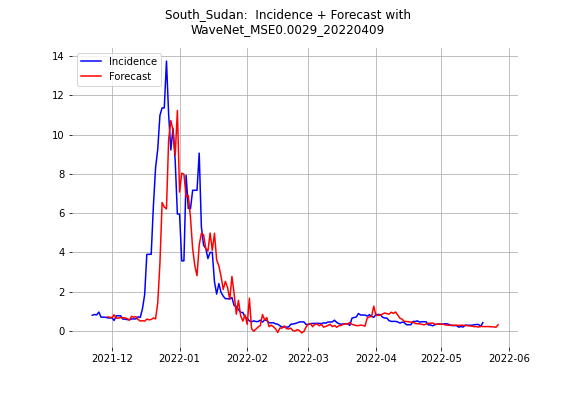 South_Sudan:  Incidence + Forecast with
WaveNet_MSE0.0029_20220409
Incidence
Forecast
14
12
10
8
6
4
2
0
2021-12 2022-01 2022-02 2022-03 2022-04 2022-05 2022-06